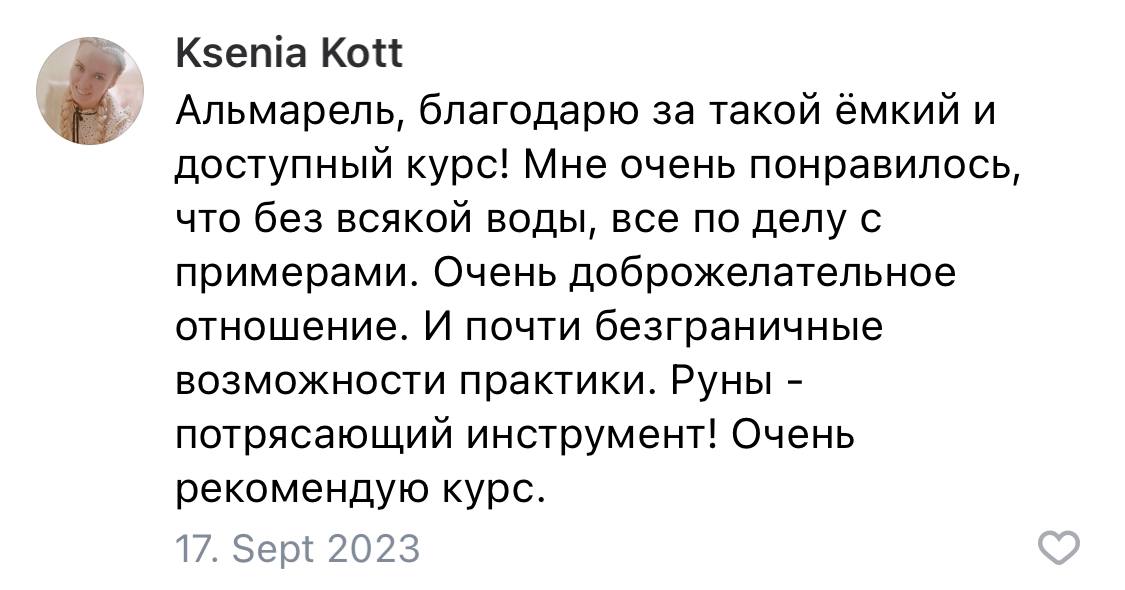 Ksenia Kott
Альмарель, благодарю за такой ёмкий и
доступный курс! Мне очень понравилось,
что без всякой воды, все по делу с
примерами. Очень доброжелательное
отношение. И почти безграничные
возможности практики. Руны -
потрясающий инструмент! Очень
рекомендую курс.
17. Sept 2023